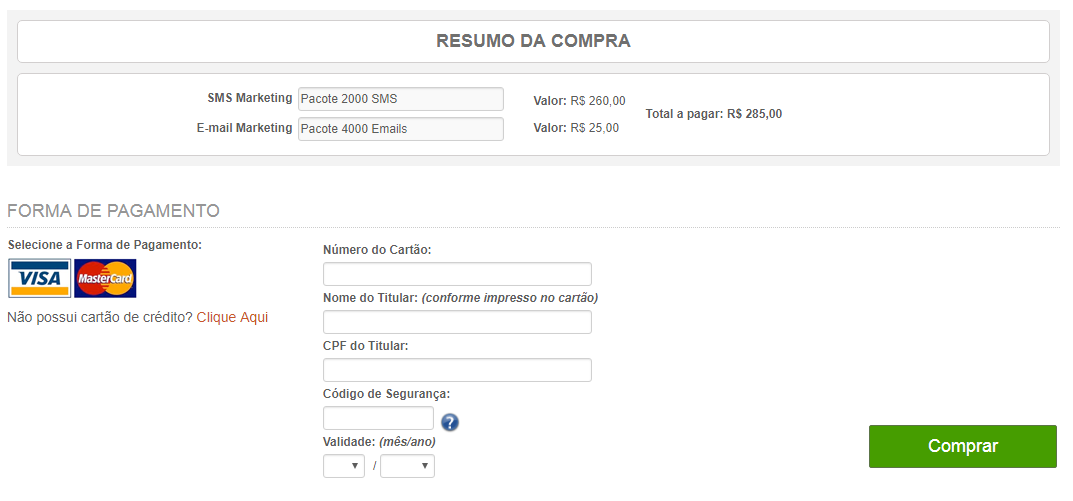 RESUMO DA COMPRA
SMS Marketing Pacote 2000 SMS Valor: R$ 260,00
Total a pagar: R$ 285,00
E-mail Marketing Pacote 4000 Emails Valor: R$ 25,00
FORMA DE PAGAMENTO
Selecione a Forma de Pagamento:
VISA MasterCard
Não possui cartão de crédito? Clique Aqui
Número do Cartão:
Nome do Titular: (conforme impresso no cartão)
CPF do Titular:
Código de Segurança:
?
Validade: (mês/ano)
/
Comprar